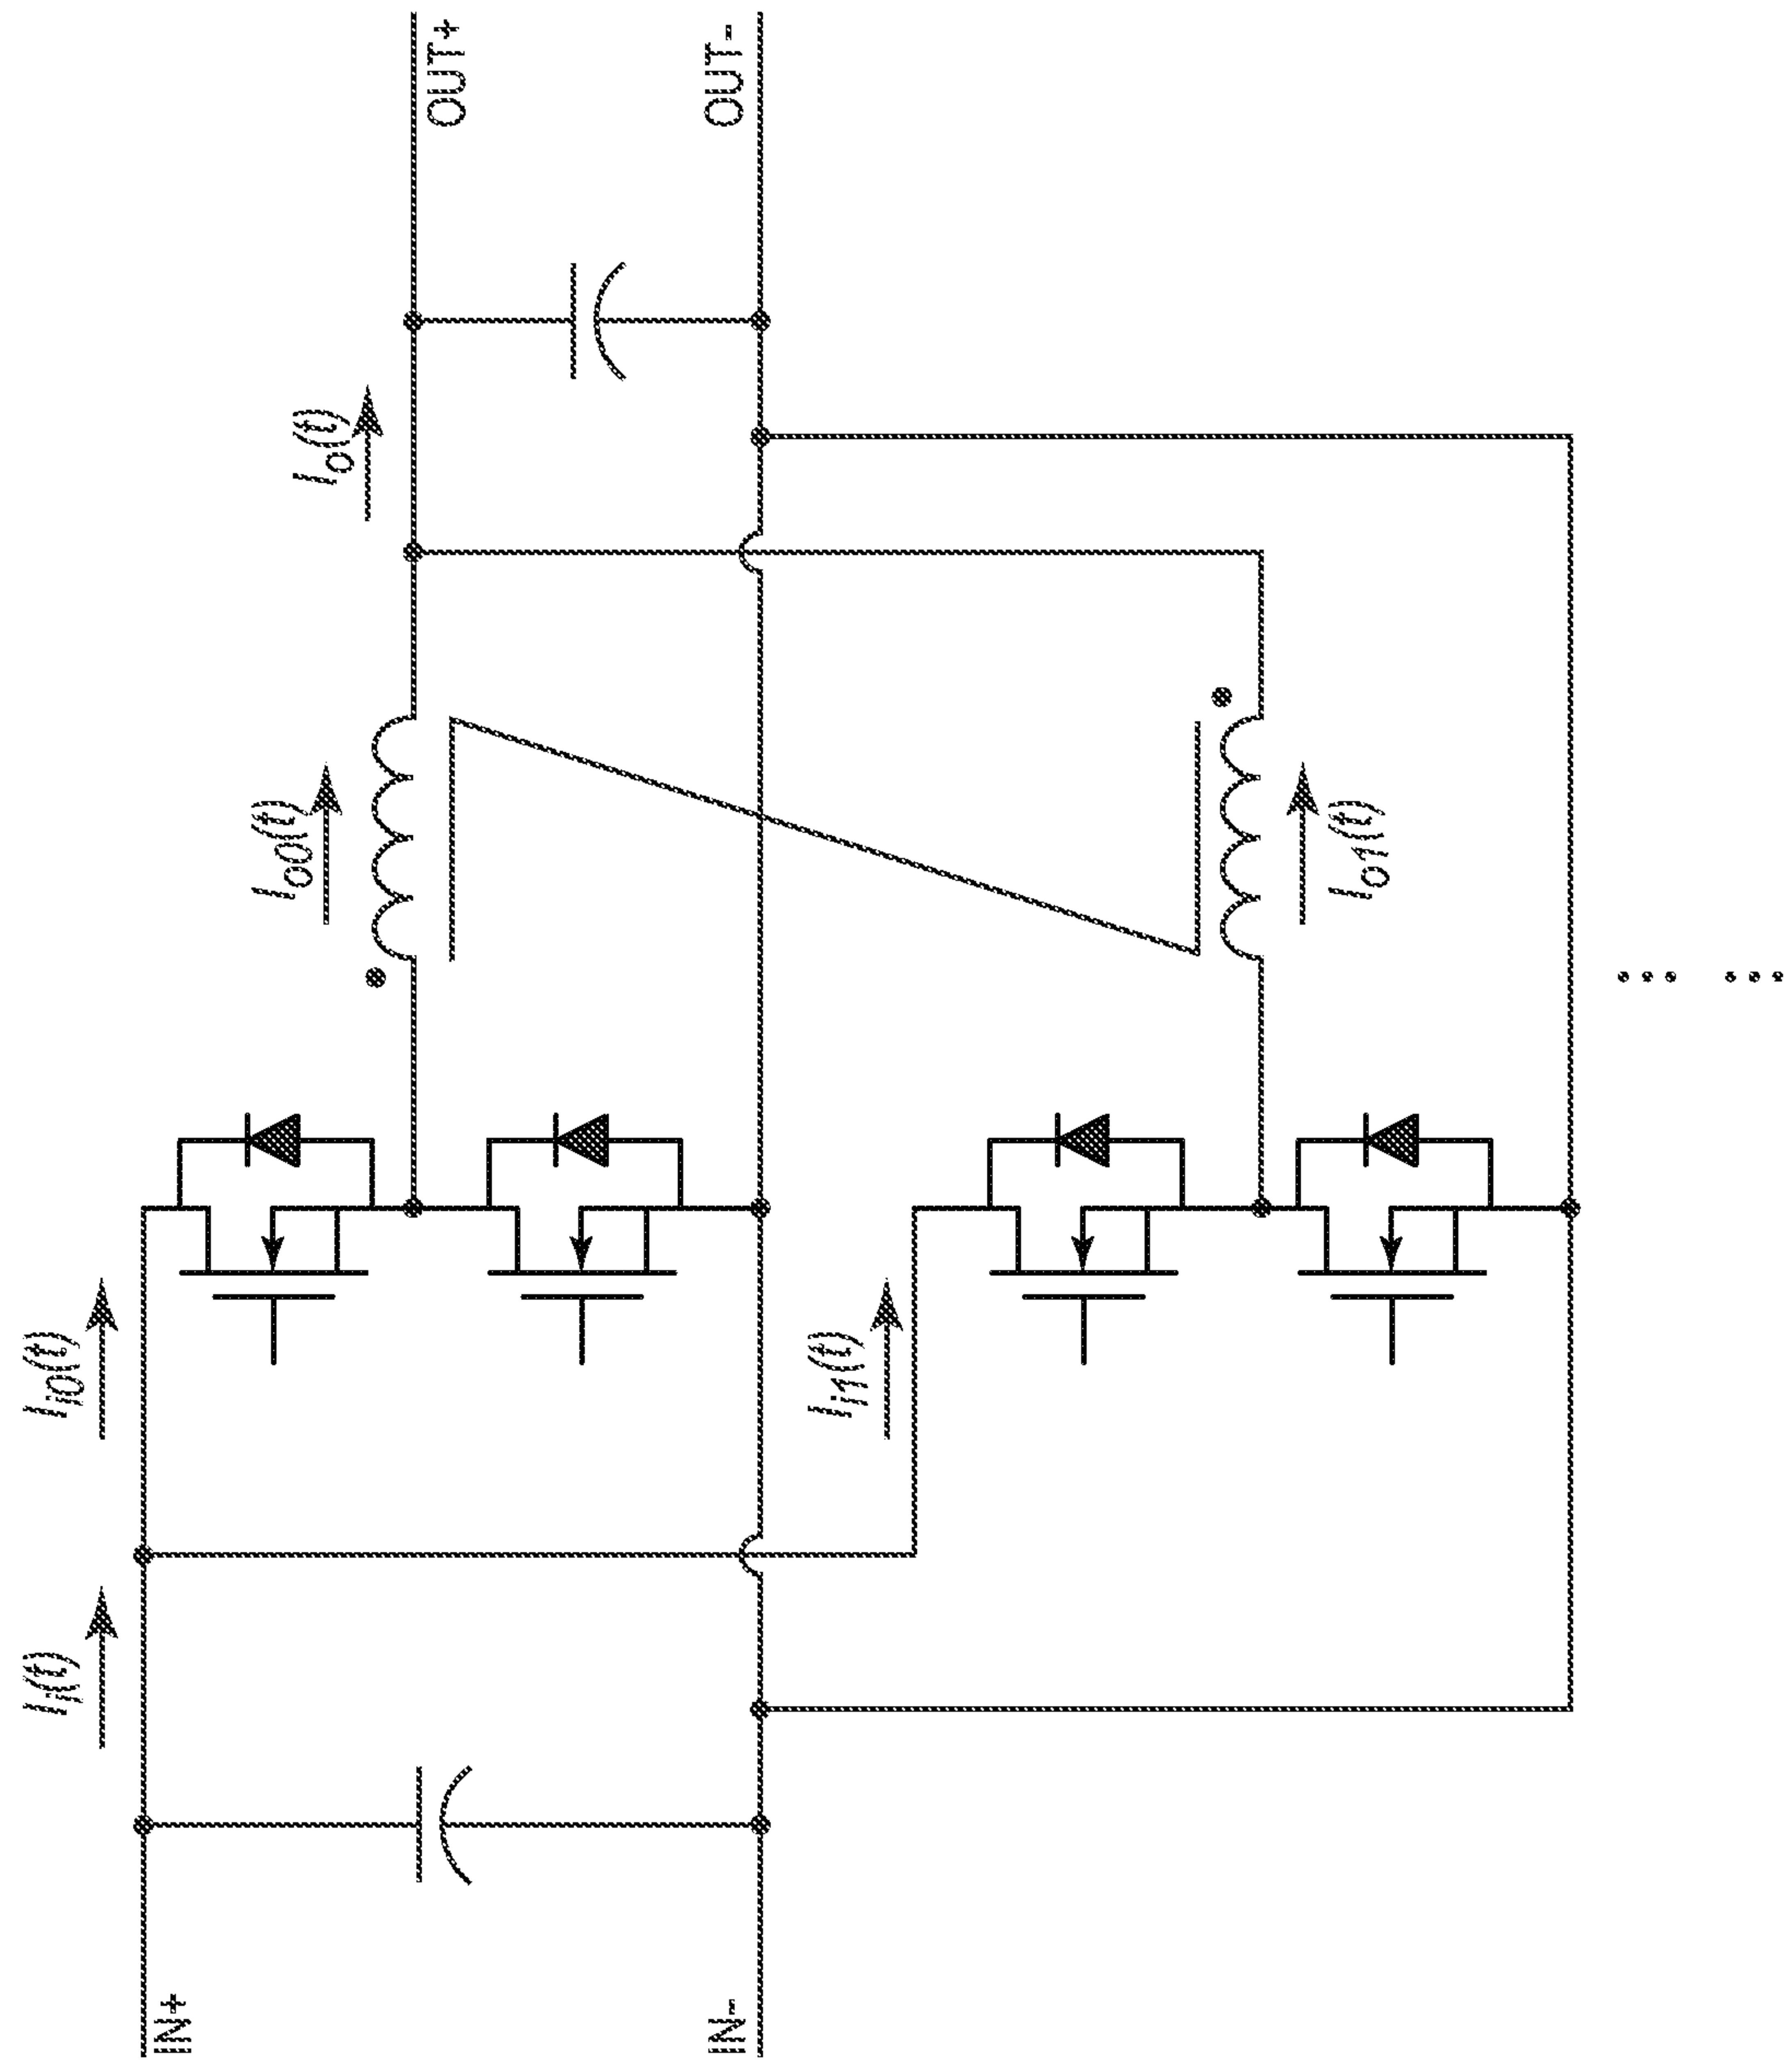 IN+
IN-
Ii(t)
Ii0(t)
Ii1(t)
Io0(t)
Io1(t)
Io(t)
OUT+
OUT-